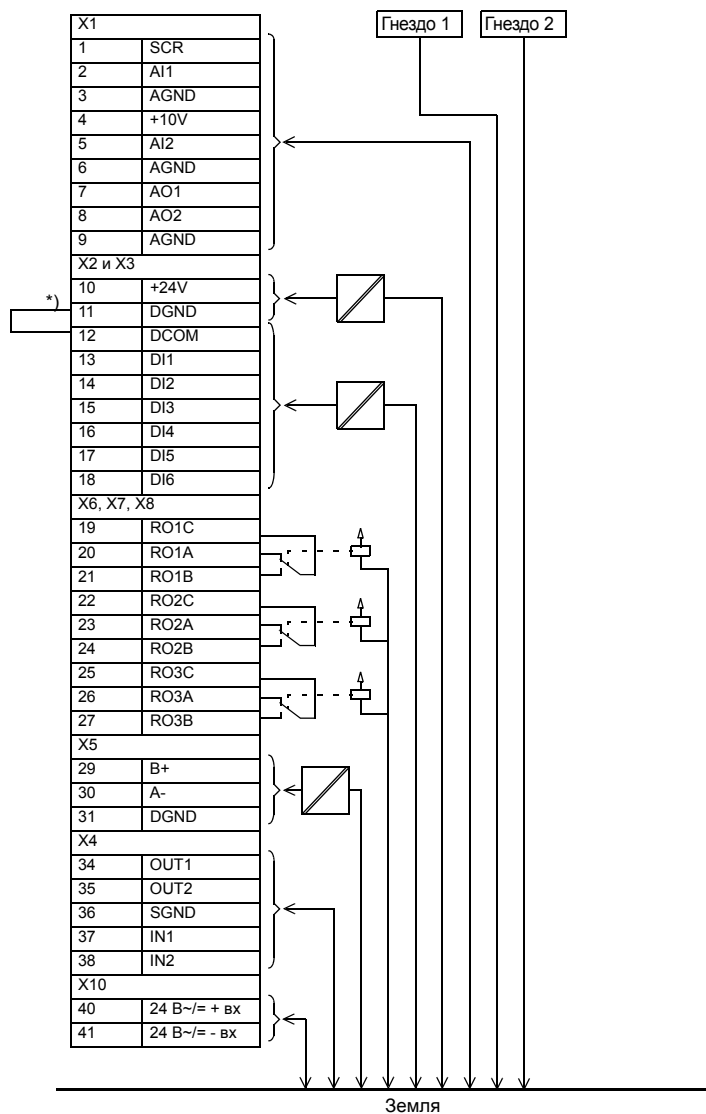 Гнездо 1 Гнездо 2
X1
1 SCR
2 AI1
3 AGND
4 +10V
5 AI2
6 AGND
7 AO1
8 AO2
9 AGND
X2 и X3
10 +24V
*)
11 DGND
12 DCOM
13 DI1
14 DI2
15 DI3
16 DI4
17 DI5
18 DI6
X6, X7, X8
19 RO1C
20 RO1A
21 RO1B
22 RO2C
23 RO2A
24 RO2B
25 RO3C
26 RO3A
27 RO3B
X5
29 B+
30 A-
31 DGND
X4
34 OUT1
35 OUT2
36 SGND
37 IN1
38 IN2
X10
40 24 В~/= + вх
41 24 В~/= - вх
Земля